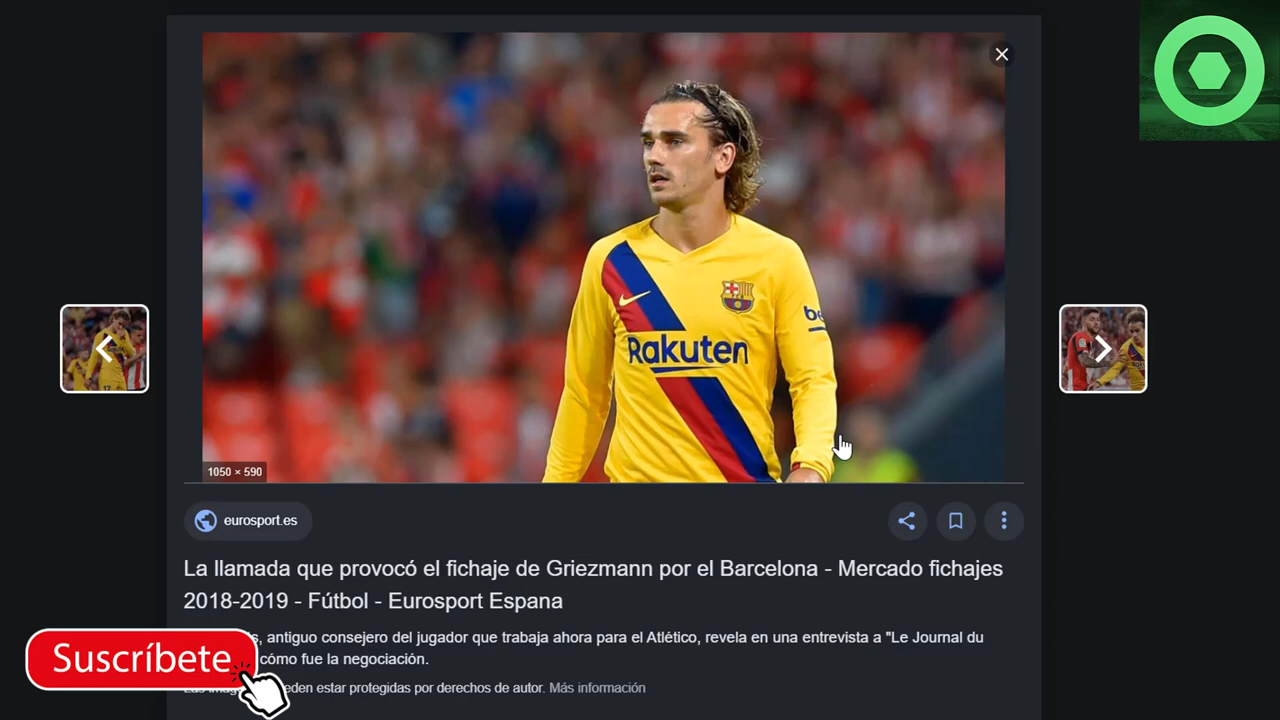 be
Rakuten
1050 × 590
eurosport.es
La llamada que provocó el fichaje de Griezmann por el Barcelona - Mercado fichajes
2018-2019 - Fútbol - Eurosport Espana
antiguo consejero del jugador que trabaja ahora para el Atlético, revela en una entrevista a "Le Journal du
cómo fue la negociación.
Suscríbete
estar protegidas por derechos de autor. Más información